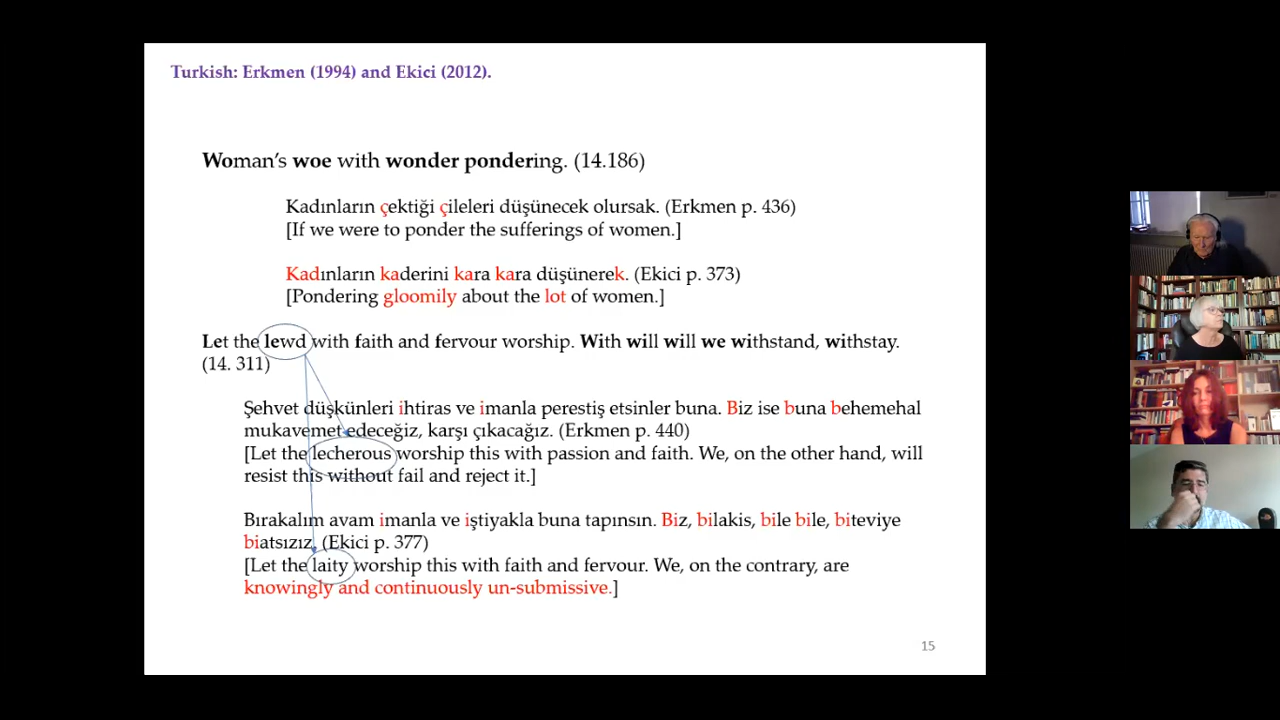 Turkish: Erkmen (1994) and Ekici (2012).
Woman's woe with wonder pondering. (14.186)
Kadınların çektiği çileleri düşünecek olursak. (Erkmen p. 436)
[If we were to ponder the sufferings of women.]
Kadınların kaderini kara kara düşünerek. (Ekici p. 373)
[Pondering gloomily about the lot of women.]
Let the lewd with faith and fervour worship. With will will we withstand, withstay.
(14. 311)
Şehvet düşkünleri ihtiras ve imanla perestiş etsinler buna. Biz ise buna behemehal
mukavemet edeceğiz, karşı çıkacağız. (Erkmen p. 440)
[Let the lecherous worship this with passion and faith. We, on the other hand, will
resist this without fail and reject it.]
Bırakalım avam imanla ve iştiyakla buna tapınsın. Biz, bilakis, bile bile, biteviye
biatsızız. (Ekici p. 377)
[Let the laity worship this with faith and fervour. We, on the contrary, are
knowingly and continuously un-submissive.]
15